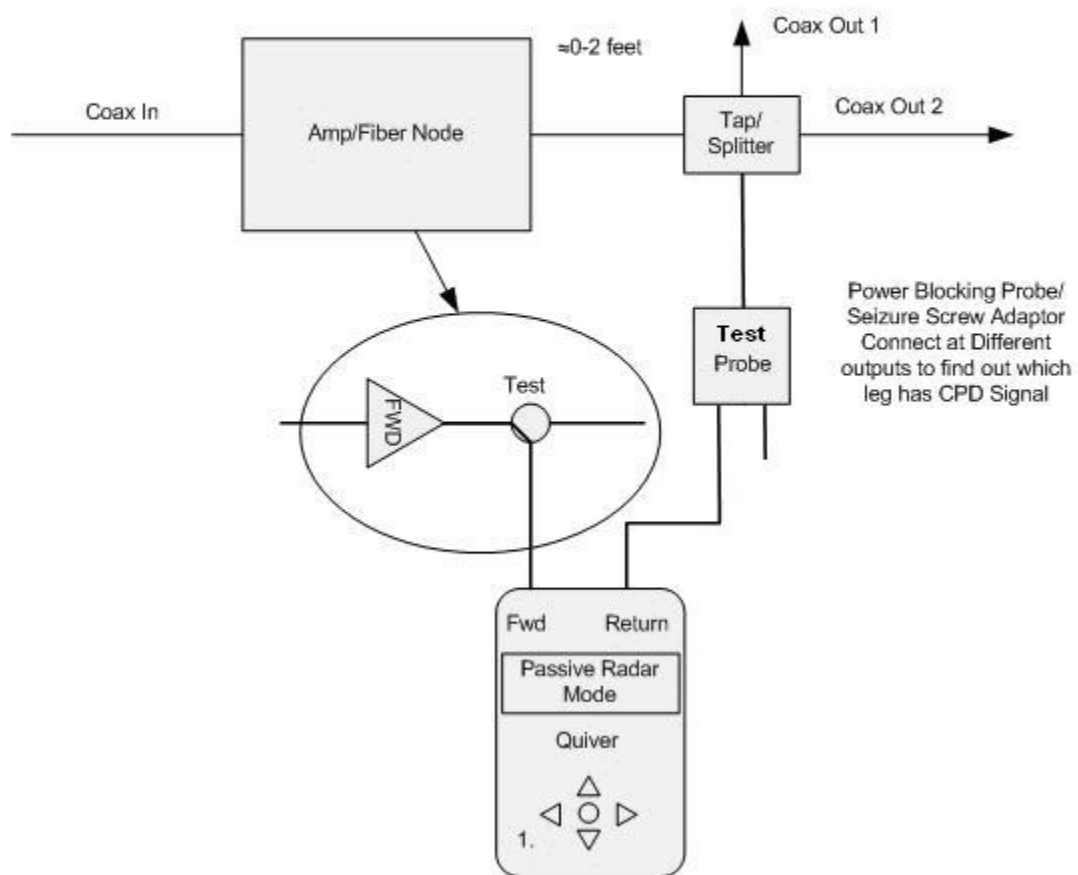 Coax Out 1
≈0-2 feet
Coax In
Amp/Fiber Node
Tap/
Splitter
Coax Out 2
Power Blocking Probe/
Seizure Screw Adaptor
Connect at Different
outputs to find out which
leg has CPD Signal
Test
Probe
Test
FWD
Fwd
Return
Passive Radar
Mode
Quiver
1.